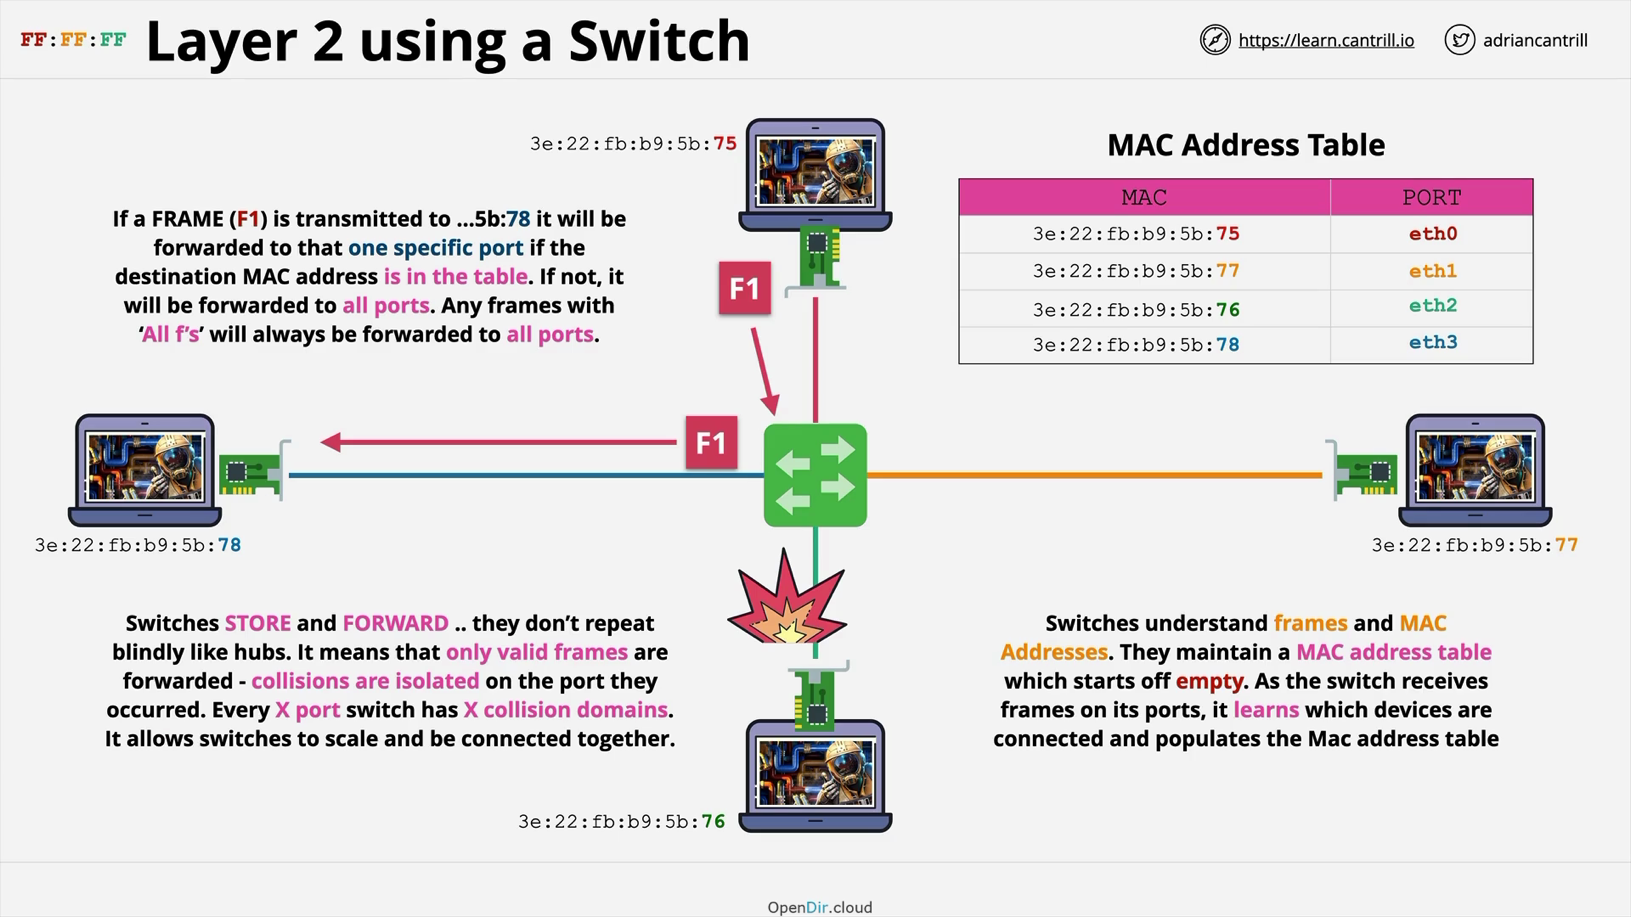 FF:FF:FF Layer 2 using a Switch
https://learn.cantrill.io
adriancantrill
3e:22:fb:b9:5b:75
If a FRAME (F1) is transmitted to ...5b:78 it will be
forwarded to that one specific port if the
destination MAC address is in the table. If not, it
will be forwarded to all ports. Any frames with
‘All f’s’ will always be forwarded to all ports.
F1
MAC Address Table
MAC PORT
3e:22:fb:b9:5b:75 eth0
3e:22:fb:b9:5b:77 eth1
3e:22:fb:b9:5b:76 eth2
3e:22:fb:b9:5b:78 eth3
F1
3e:22:fb:b9:5b:78
3e:22:fb:b9:5b:77
Switches STORE and FORWARD .. they don’t repeat
blindly like hubs. It means that only valid frames are
forwarded - collisions are isolated on the port they
occurred. Every X port switch has X collision domains.
It allows switches to scale and be connected together.
Switches understand frames and MAC
Addresses. They maintain a MAC address table
which starts off empty. As the switch receives
frames on its ports, it learns which devices are
connected and populates the Mac address table
3e:22:fb:b9:5b:76
OpenDir.cloud